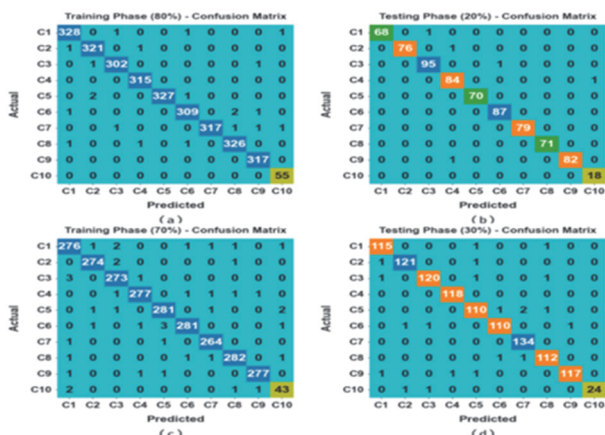 Training Phase (80%) - Confusion Matrix
C1 328 0 1 0 1 0 0 0 0 1
C2 1 321 0 1 0 0 0 0 0 0
C3 0 1 302 0 0 0 0 0 1 0
C4 0 0 0 315 0 0 0 0 0 0
C5 0 2 0 0 327 1 0 0 0 0
C6 1 0 0 0 0 309 0 2 1 0
C7 0 0 1 0 0 0 317 1 0 1
C8 1 0 0 1 0 1 0 326 0 0
C9 0 0 0 0 0 0 0 0 317 0
C10 0 0 0 0 0 0 0 0 0 55
C1 C2 C3 C4 C5 C6 C7 C8 C9 C10
Actual
Predicted
(a)
Testing Phase (20%) - Confusion Matrix
C1 68 0 1 0 0 0 0 0 0 0
C2 0 76 0 1 0 0 0 0 0 0
C3 0 0 95 0 0 1 0 0 0 0
C4 0 0 0 84 0 0 0 0 0 1
C5 0 0 0 0 70 0 0 0 0 0
C6 0 0 0 0 0 87 0 0 0 0
C7 0 0 0 0 0 0 79 0 0 0
C8 0 0 0 0 0 0 0 71 0 0
C9 0 0 0 1 0 0 0 0 82 0
C10 0 0 0 0 0 0 0 0 0 18
C1 C2 C3 C4 C5 C6 C7 C8 C9 C10
Actual
Predicted
(b)
Training Phase (70%) - Confusion Matrix
C1 276 1 2 0 0 1 1 1 0 1
C2 0 274 2 0 0 1 0 0 0 0
C3 3 0 273 1 0 0 0 0 0 0
C4 0 0 0 277 0 1 1 1 1 0
C5 0 1 1 1 281 0 0 0 0 2
C6 0 1 0 1 3 281 0 0 0 1
C7 0 0 0 1 0 0 264 0 0 0
C8 1 0 0 0 0 1 1 282 0 1
C9 0 0 0 1 1 0 0 0 277 0
C10 2 0 0 0 0 0 0 1 1 43
C1 C2 C3 C4 C5 C6 C7 C8 C9 C10
Actual
Predicted
(c)
Testing Phase (30%) - Confusion Matrix
C1 115 0 0 0 1 0 0 1 0 0
C2 1 121 0 0 0 0 0 0 0 0
C3 1 0 120 0 1 0 0 0 0 0
C4 0 0 0 118 0 0 0 0 0 0
C5 0 0 0 0 110 0 2 1 0 0
C6 0 1 1 0 0 110 0 0 1 0
C7 0 0 0 0 0 0 134 0 0 0
C8 0 0 0 0 0 1 1 112 0 0
C9 1 0 0 0 1 0 0 0 117 0
C10 0 1 0 0 1 0 0 0 0 24
C1 C2 C3 C4 C5 C6 C7 C8 C9 C10
Actual
Predicted
(d)